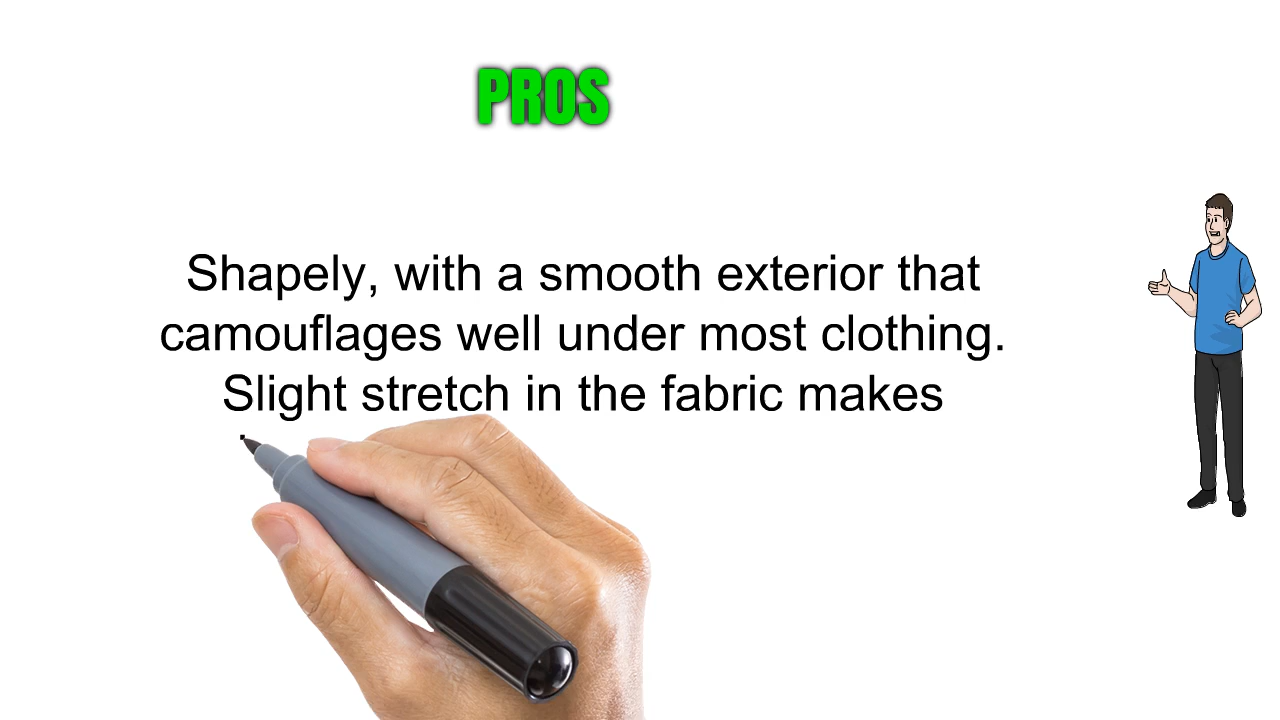 PROS
Shapely, with a smooth exterior that
camouflages well under most clothing.
Slight stretch in the fabric makes